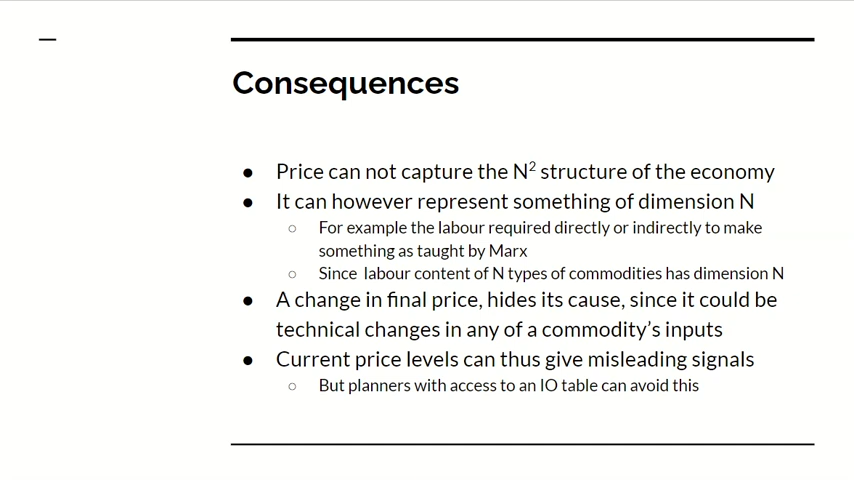 Consequences
● Price can not capture the N² structure of the economy
● It can however represent something of dimension N
○ For example the labour required directly or indirectly to make
something as taught by Marx
○ Since labour content of N types of commodities has dimension N
● A change in final price, hides its cause, since it could be
technical changes in any of a commodity's inputs
● Current price levels can thus give misleading signals
○ But planners with access to an IO table can avoid this